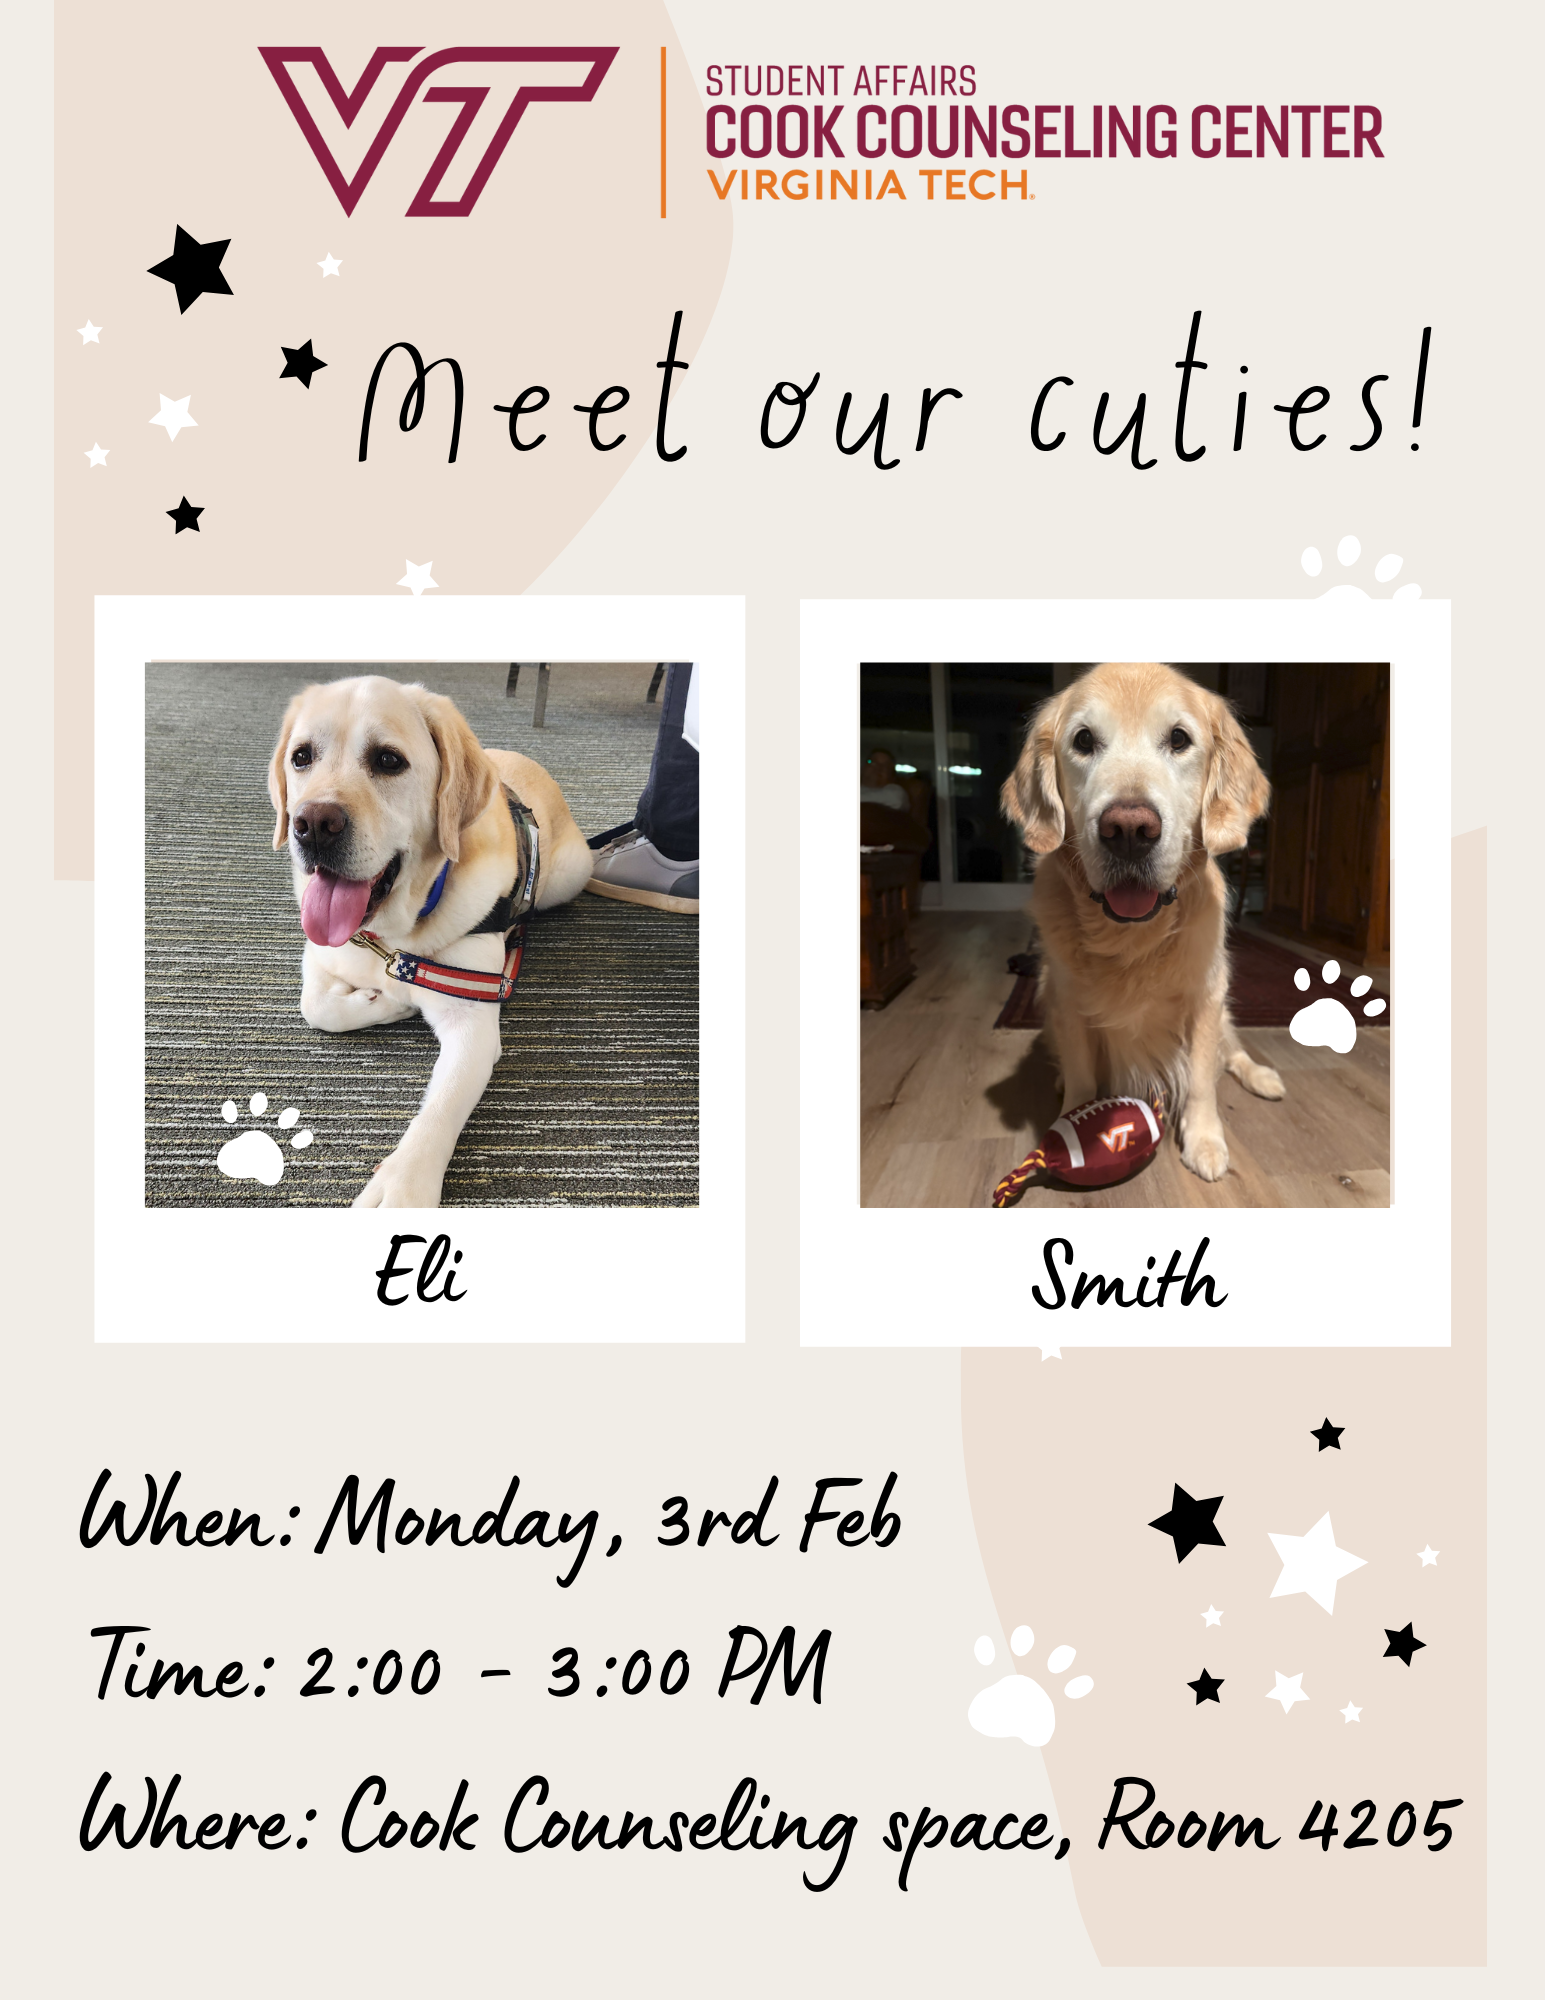 VT
STUDENT AFFAIRS
COOK COUNSELING CENTER
VIRGINIA TECH.
Meet our cuties!
VT
Eli
Smith
When: Monday, 3rd Feb
Time: 2:00 - 3:00 PM
Where: Cook Counseling space, Room 4205